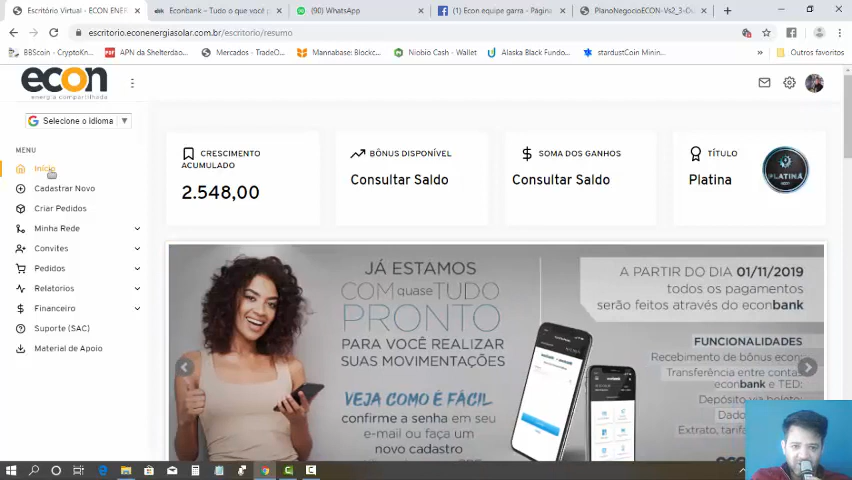 Escritório Virtual - ECON ENER
Econbank – Tudo o que você p
(90) WhatsApp
(1) Econ equipe garra - Página
PlanoNegocioECON-Vs2_3-Ou
escritorio.econenergiasolar.com.br/escritorio/resumo
BBScoin - CryptoKn
APN da Shelterdao...
Mercados - TradeO...
Mannabase: Blockc...
Niobio Cash - Wallet
Alaska Black Uluff...
stardustCoin Minin...
Outros favoritos
econ
energia compartilhada
Selecione o idioma
MENU
Início
Cadastrar Novo
Criar Pedidos
Minha Rede
Convites
Pedidos
Relatorios
Financeiro
Suporte (SAC)
Material de Apoio
CRESCIMENTO
ACUMULADO
2.548,00
BÔNUS DISPONÍVEL
Consultar Saldo
SOMA DOS GANHOS
Consultar Saldo
TÍTULO
Platina
PLATINA
JÁ ESTAMOS
COM quase TUDO
PRONTO
PARA VOCÊ REALIZAR
SUAS MOVIMENTAÇÕES
VEJA COMO É FÁCIL
confirme a senha em seu
e-mail ou faça um
novo cadastro
A PARTIR DO DIA 01/11/2019
todos os pagamentos
serão feitos através do econbank
FUNCIONALIDADES
Recebimento de bônus econ;
Transferência entre contas
econbank e TED;
Depósito via boleto;
Extrato, tarifa